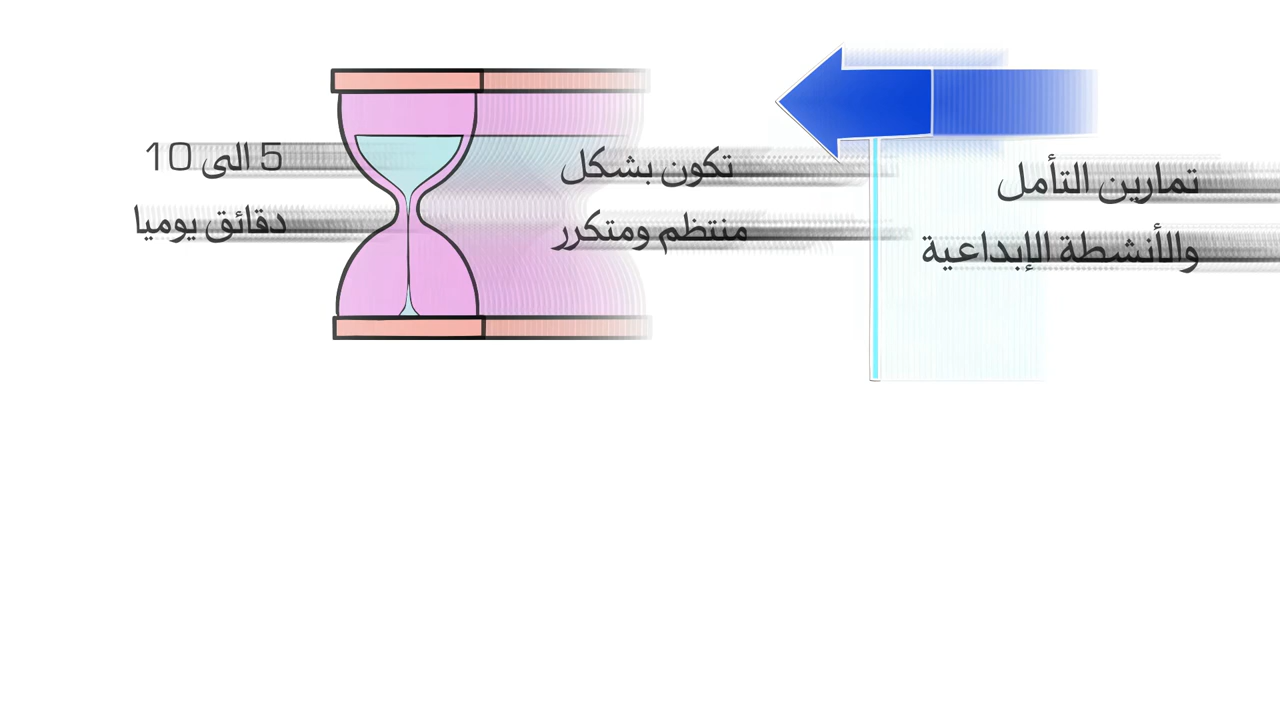 تمارين التأمل
والأنشطة الإبداعية
تكون بشكل
منتظم ومتكرر
5 الى 10
دقائق يوميا